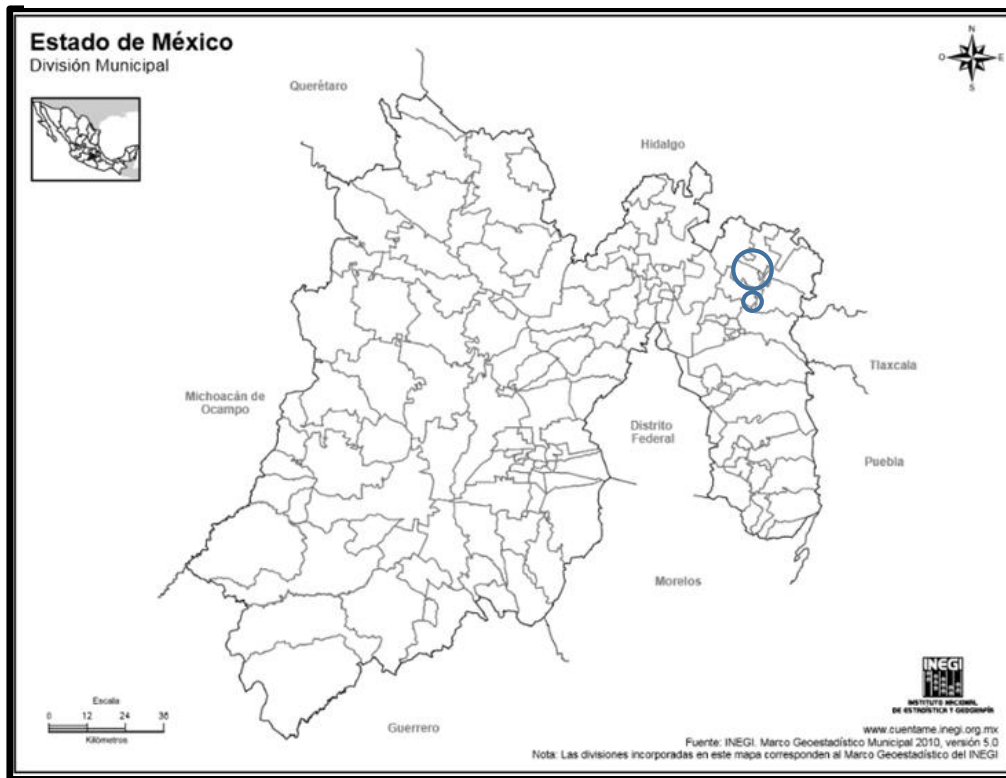 Estado de México
División Municipal
N
O
E
S
Querétaro
Hidalgo
Tlaxcala
Michoacán de
Ocampo
Distrito
Federal
Puebla
Morelos
Guerrero
Escala
0 12 24 36
Kilómetros
INEGI
INSTITUTO NACIONAL
DE ESTADÍSTICA Y GEOGRAFÍA
www.cuentame.inegi.org.mx
Fuente: INEGI. Marco Geoestadístico Municipal 2010, versión 5.0
Nota: Las divisiones incorporadas en este mapa corresponden al Marco Geoestadístico del INEGI